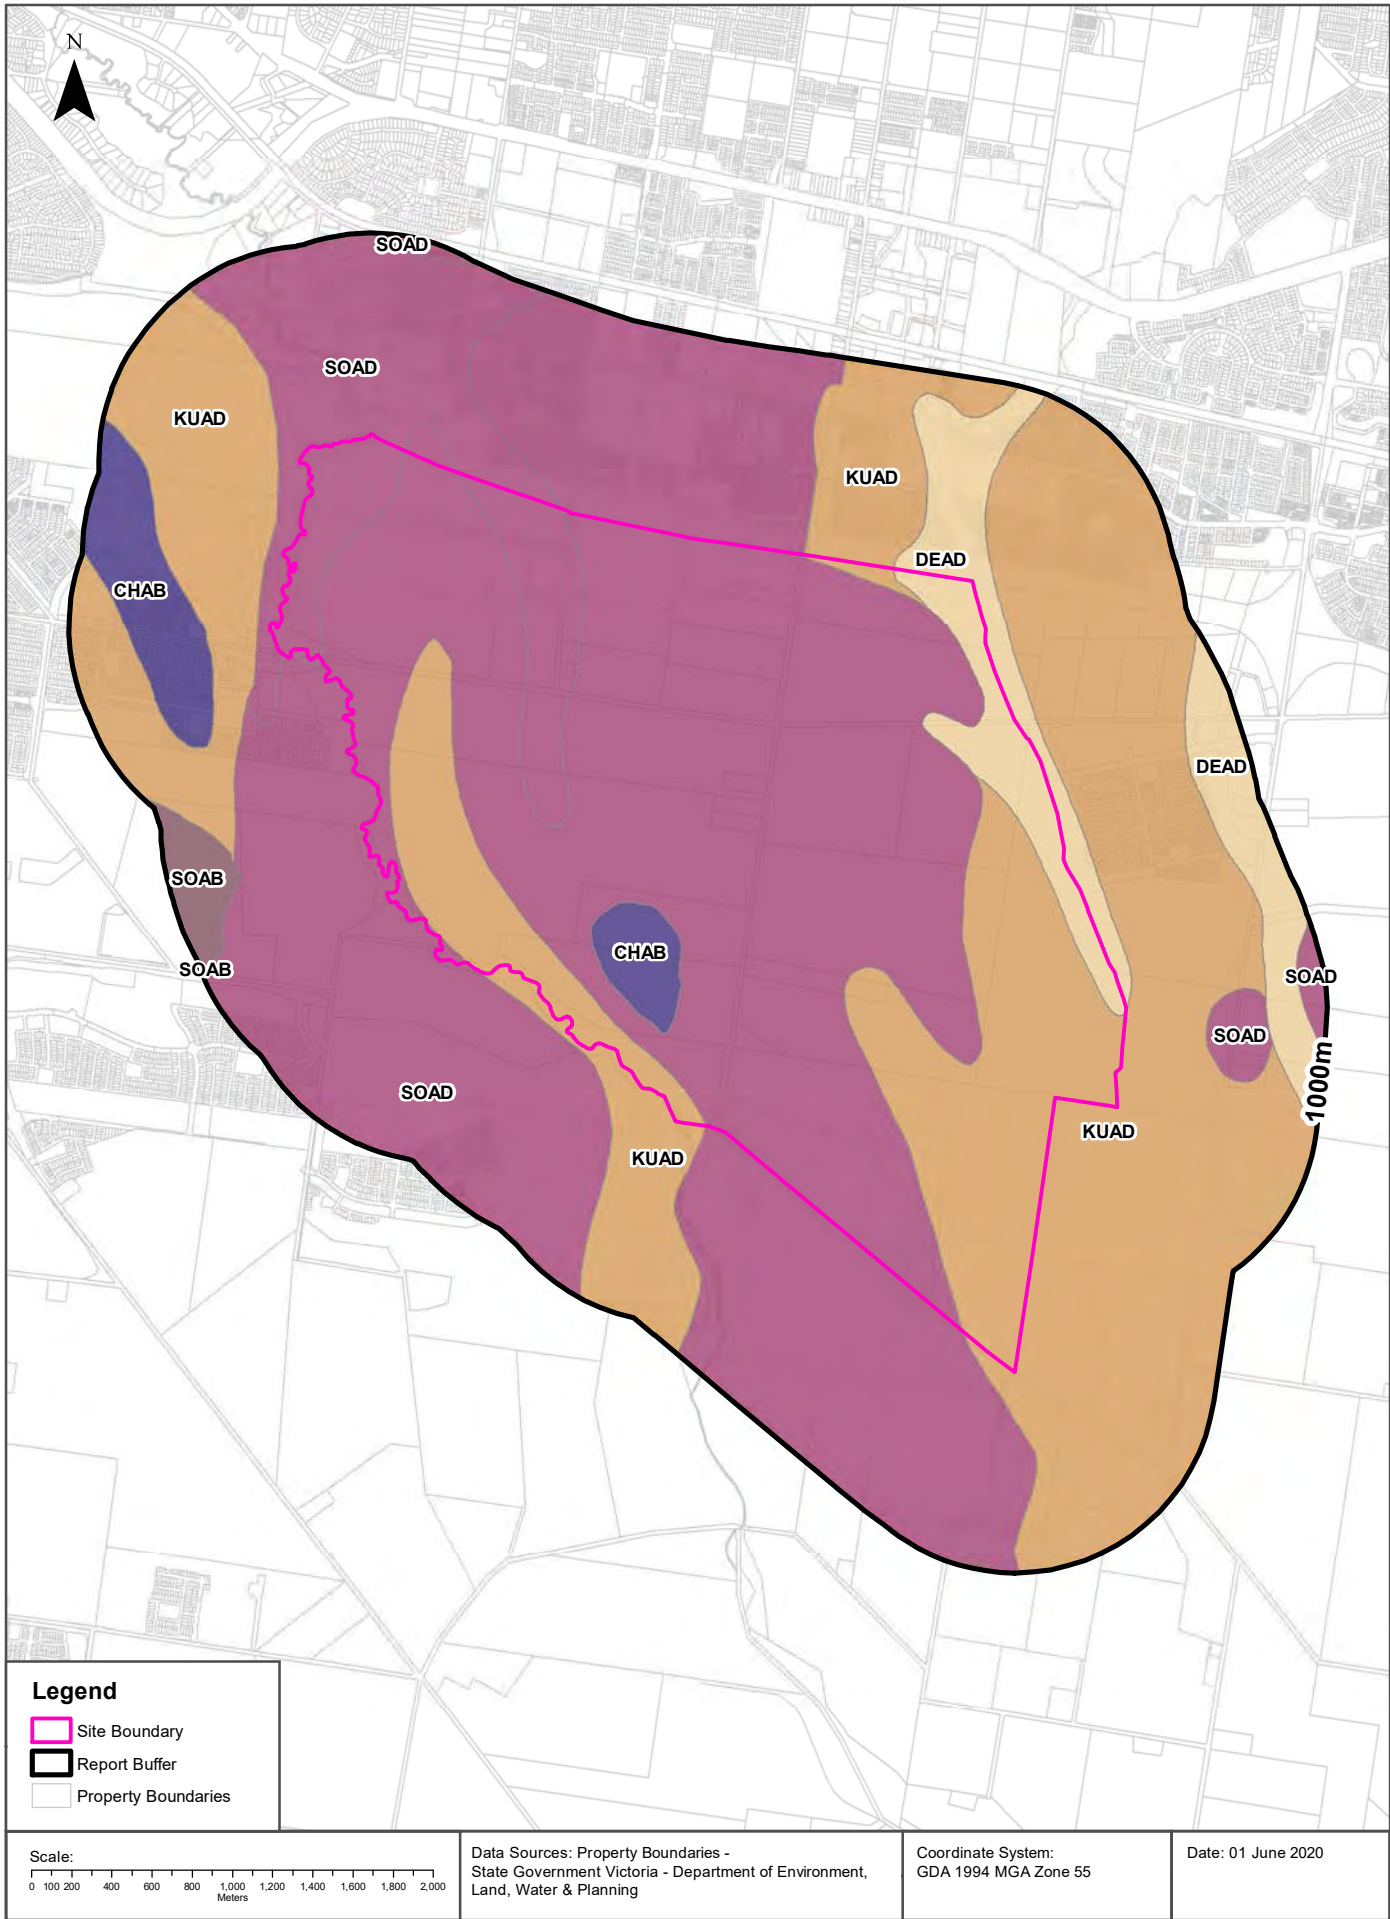 N
SOAD
SOAD
KUAD
KUAD
DEAD
CHAB
DEAD
SOAB
CHAB
SOAB
SOAD
SOAD
SOAD
1000m
KUAD
KUAD
Legend
Site Boundary
Report Buffer
Property Boundaries
Scale:
0 100 200 400 600 800 1,000 1,200 1,400 1,600 1,800 2,000
Meters
Data Sources: Property Boundaries -
State Government Victoria - Department of Environment,
Land, Water & Planning
Coordinate System:
GDA 1994 MGA Zone 55
Date: 01 June 2020